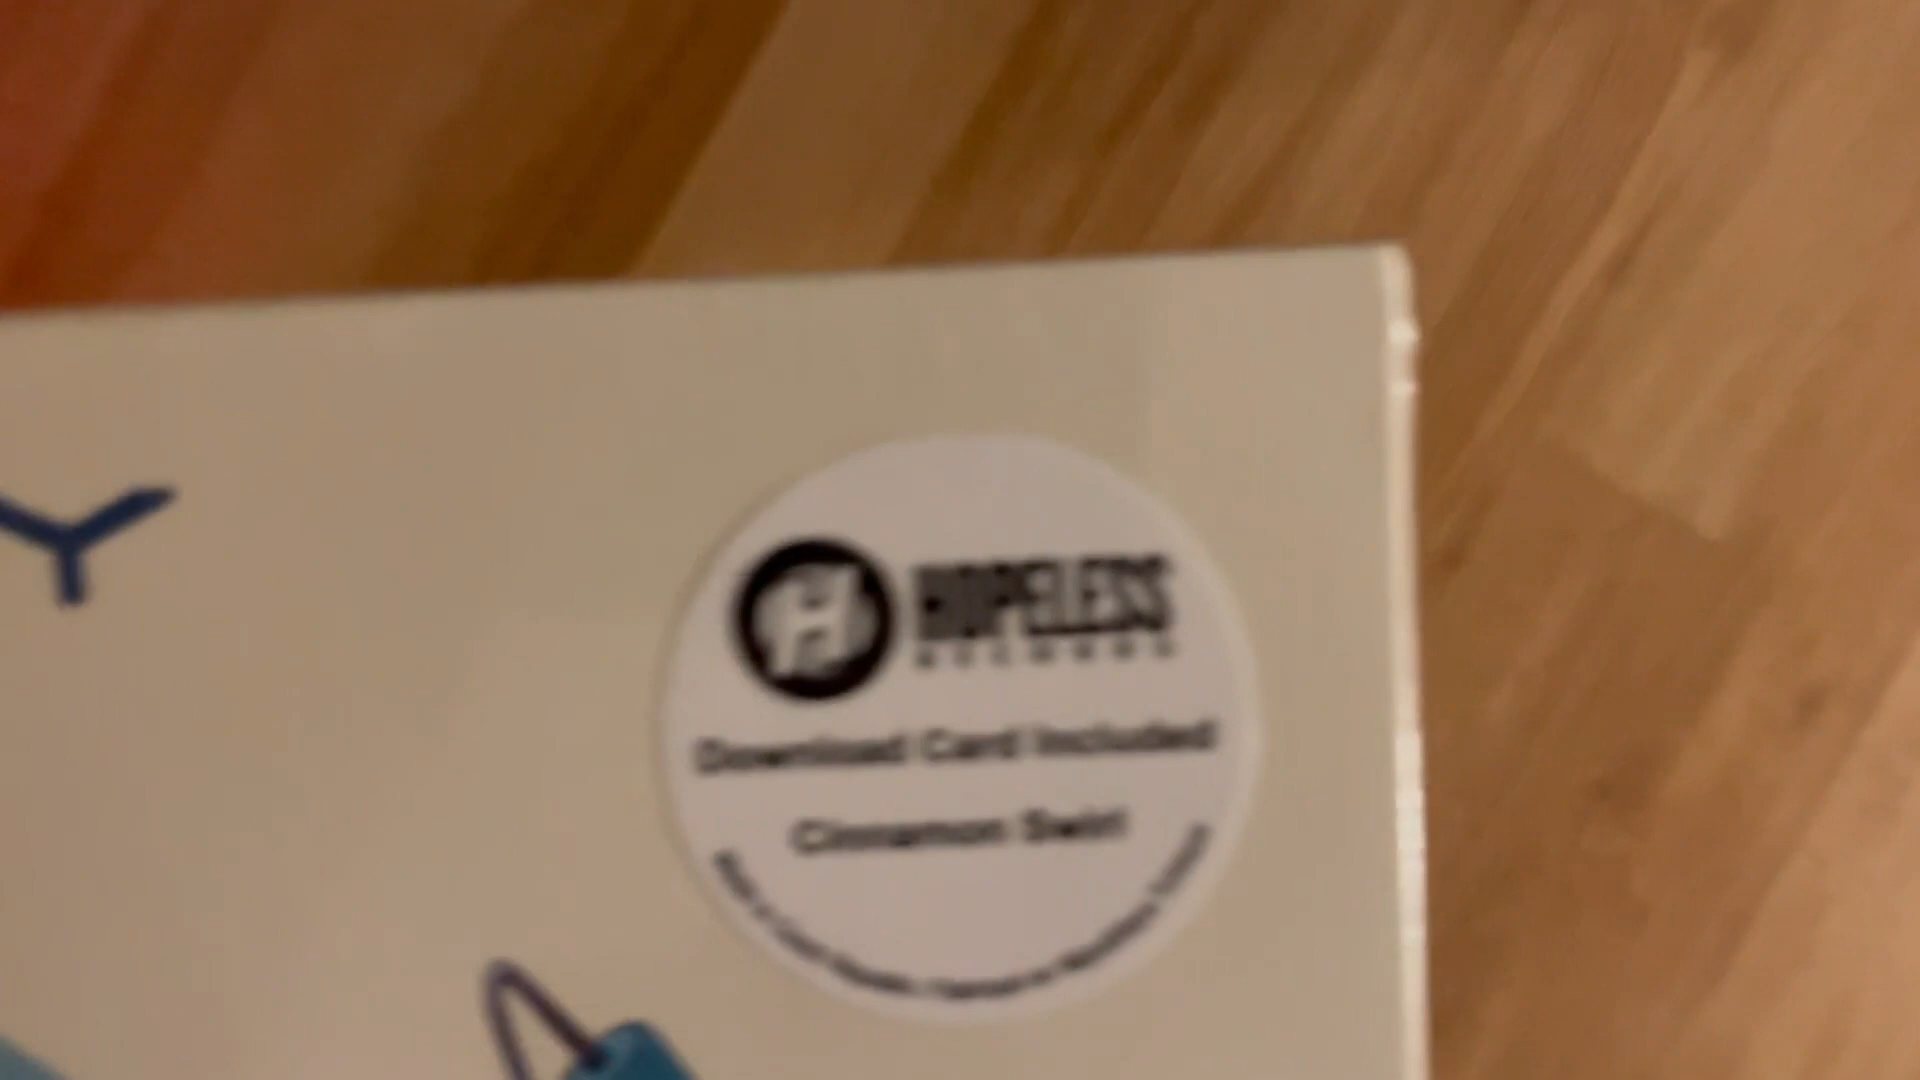 Y
H HOPELESS
RECORDS
Download Card Included
Cinnamon Swirl